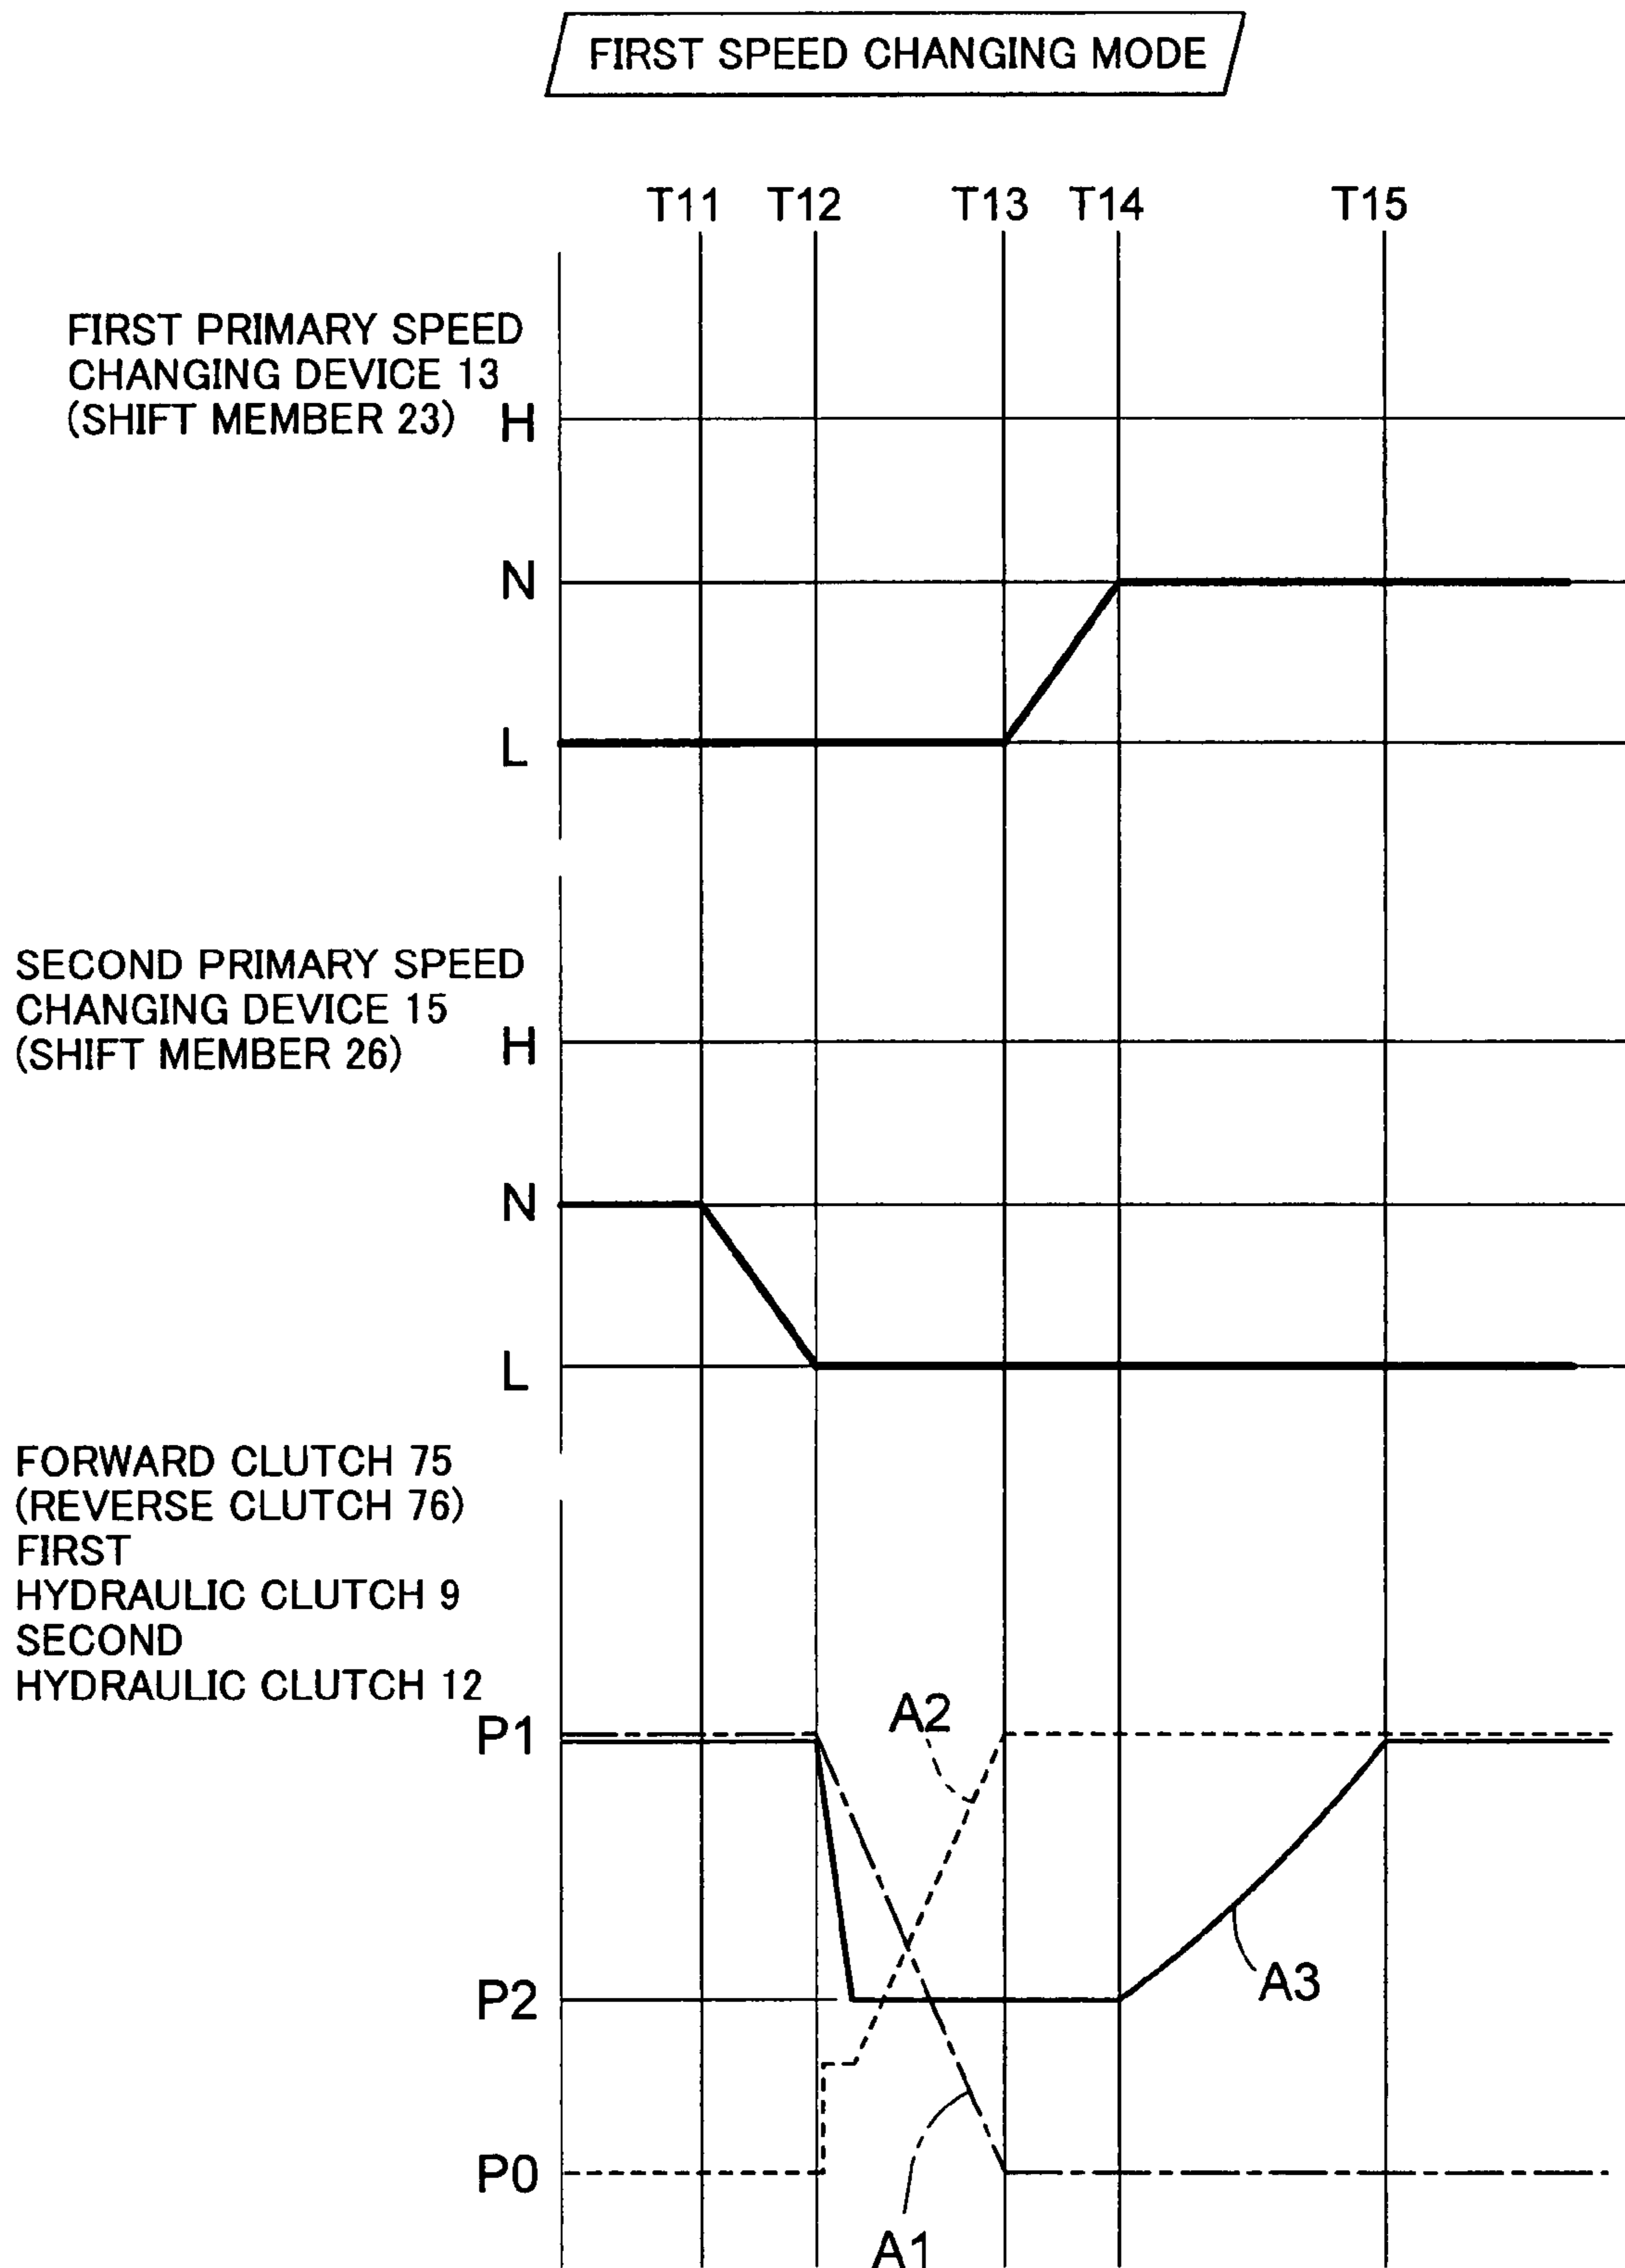 FIRST SPEED CHANGING MODE
T11 T12 T13 T14 T15
FIRST PRIMARY SPEED
CHANGING DEVICE 13
(SHIFT MEMBER 23)
H
N
L
SECOND PRIMARY SPEED
CHANGING DEVICE 15
(SHIFT MEMBER 26)
H
N
L
FORWARD CLUTCH 75
(REVERSE CLUTCH 76)
FIRST
HYDRAULIC CLUTCH 9
SECOND
HYDRAULIC CLUTCH 12
P1
A2
P2
A3
P0
A1